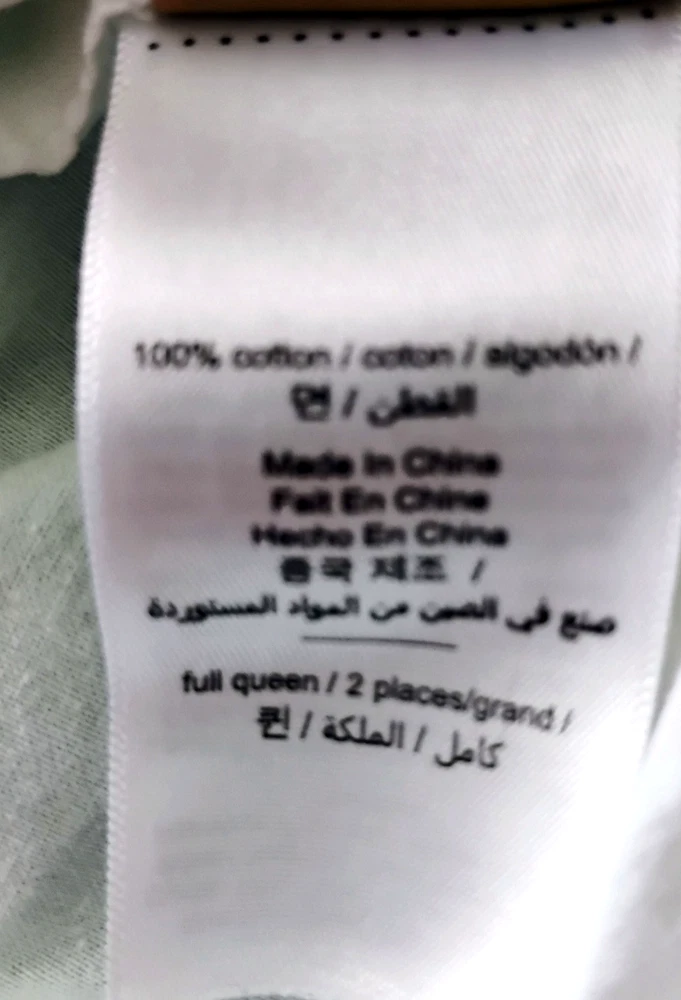 100% cotton / coton / algodón /
면 / القطن
Made In China
Fait En Chine
Hecho En China
중국 제조 /
صنع في الصين من المواد المستوردة
full queen / 2 places/grand /
퀸 / كامل / الملكة